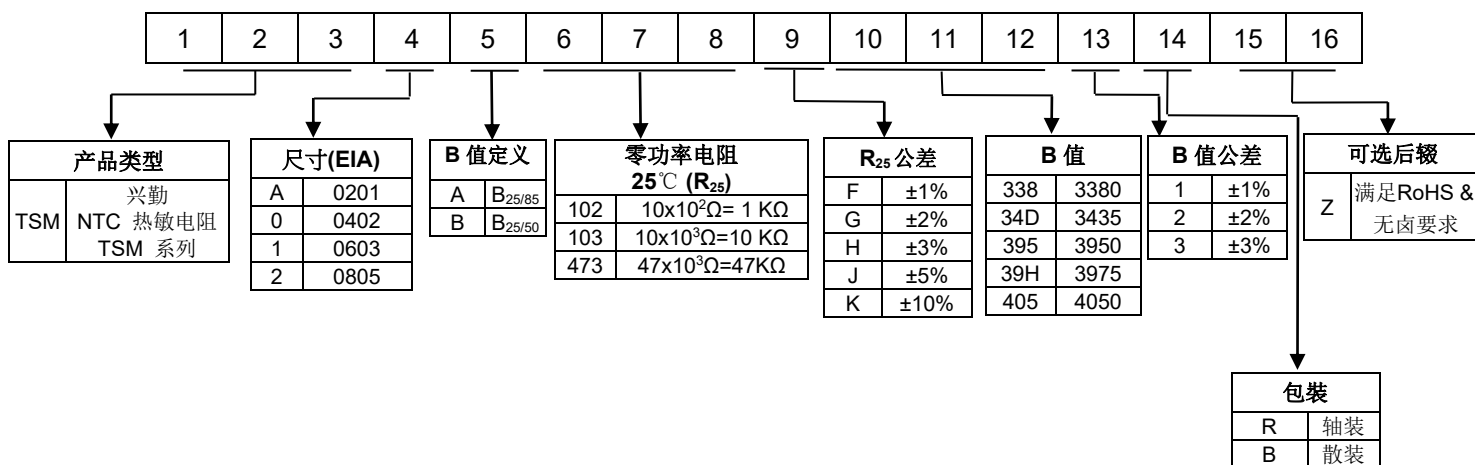 1 2 3 4 5 6 7 8 9 10 11 12 13 14 15 16
产品类型
TSM 兴勤
NTC 热敏电阻
TSM 系列
尺寸(EIA)
A 0201
0 0402
1 0603
2 0805
B 值定义
A B25/85
B B25/50
零功率电阻
25℃ (R25)
102 10x10²Ω= 1 KΩ
103 10x10³Ω=10 KΩ
473 47x10³Ω=47KΩ
R25公差
F ±1%
G ±2%
H ±3%
J ±5%
K ±10%
B 值
338 3380
34D 3435
395 3950
39H 3975
405 4050
B 值公差
1 ±1%
2 ±2%
3 ±3%
可选后辍
Z 满足RoHS &
无卤要求
包裝
R 轴装
B 散装